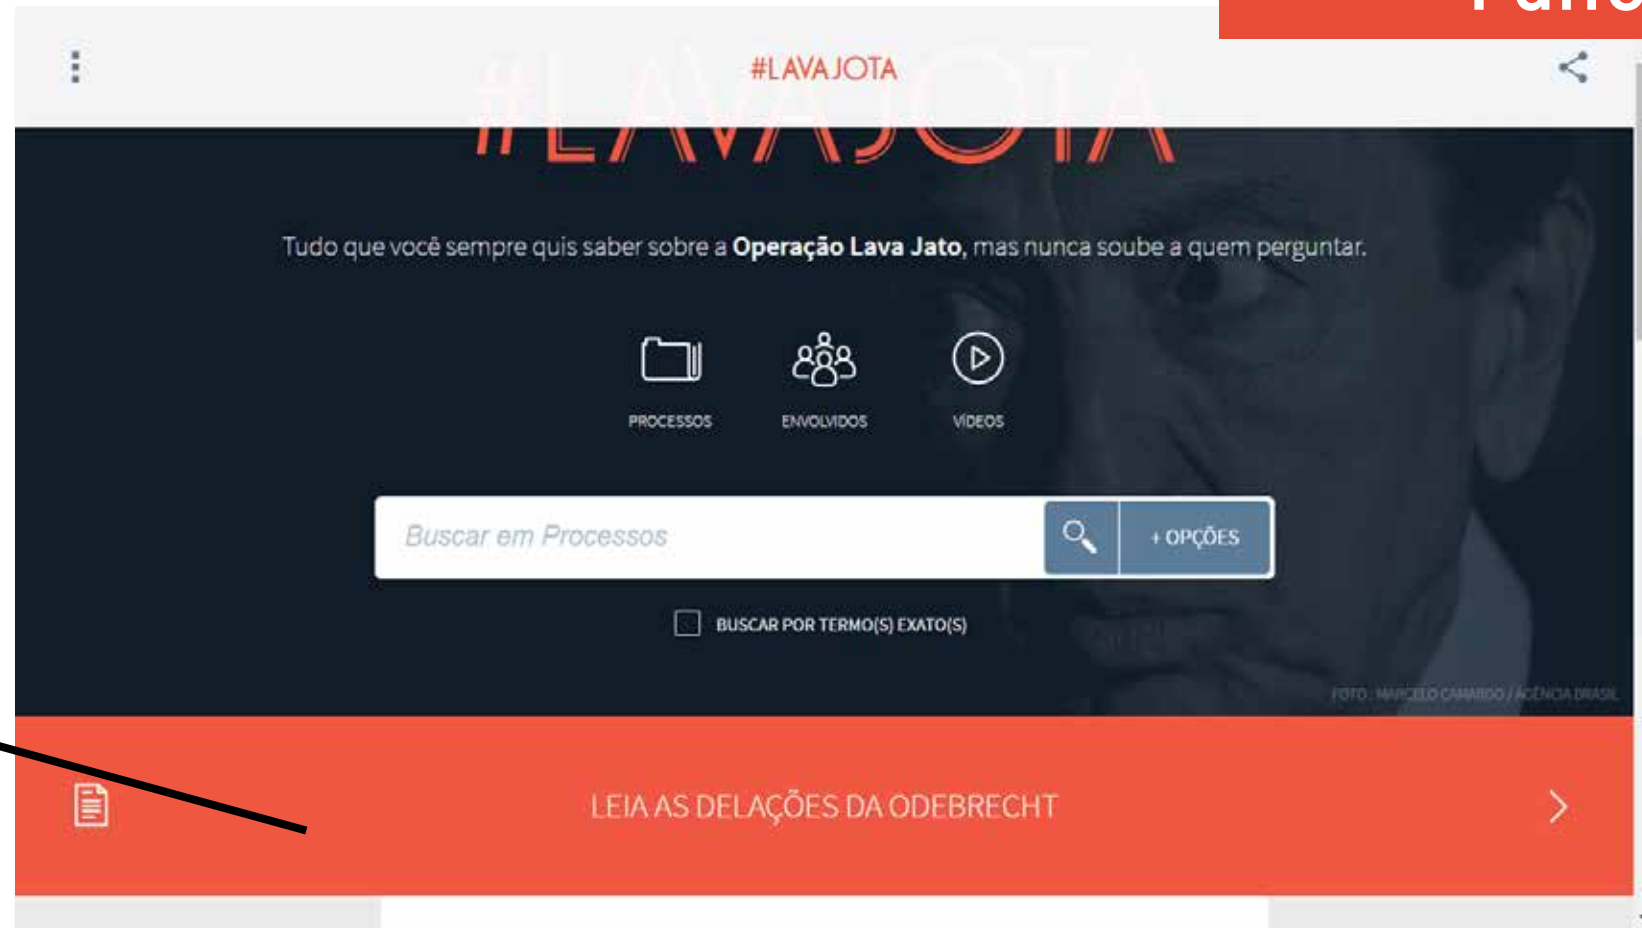 #LAVAJOTA
#LAVAJOTA
Tudo que você sempre quis saber sobre a Operação Lava Jato, mas nunca soube a quem perguntar.
PROCESSOS ENVOLVIDOS VÍDEOS
Buscar em Processos
+ OPÇÕES
BUSCAR POR TERMO(S) EXATO(S)
FOTO: MARCELO CAMARGO / AGÊNCIA BRASIL
LEIA AS DELAÇÕES DA ODEBRECHT